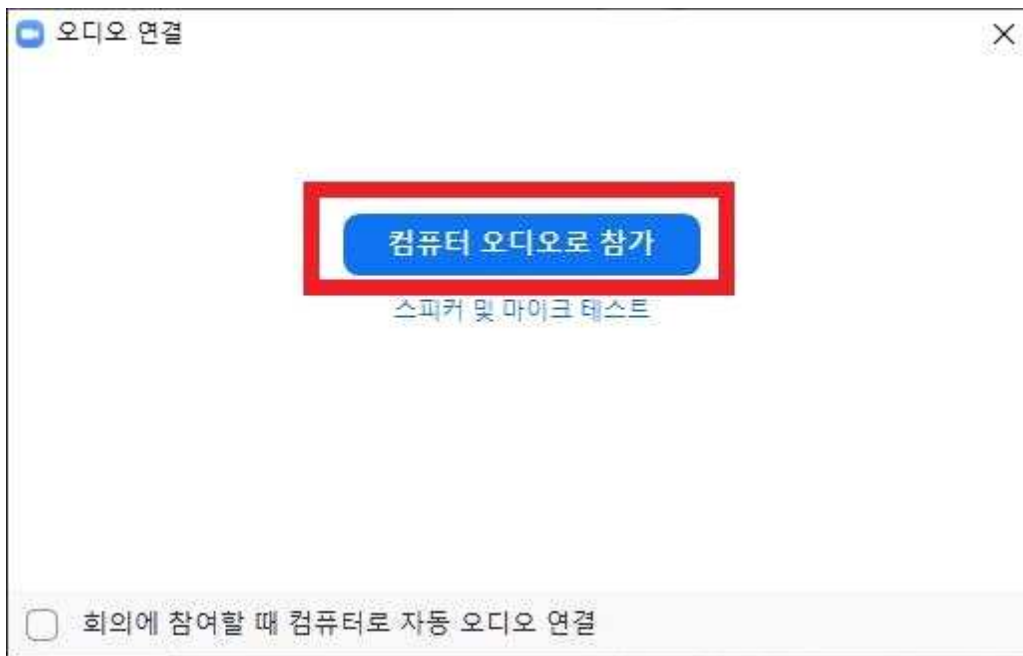 오디오 연결
컴퓨터 오디오로 참가
스피커 및 마이크 테스트
회의에 참여할 때 컴퓨터로 자동 오디오 연결